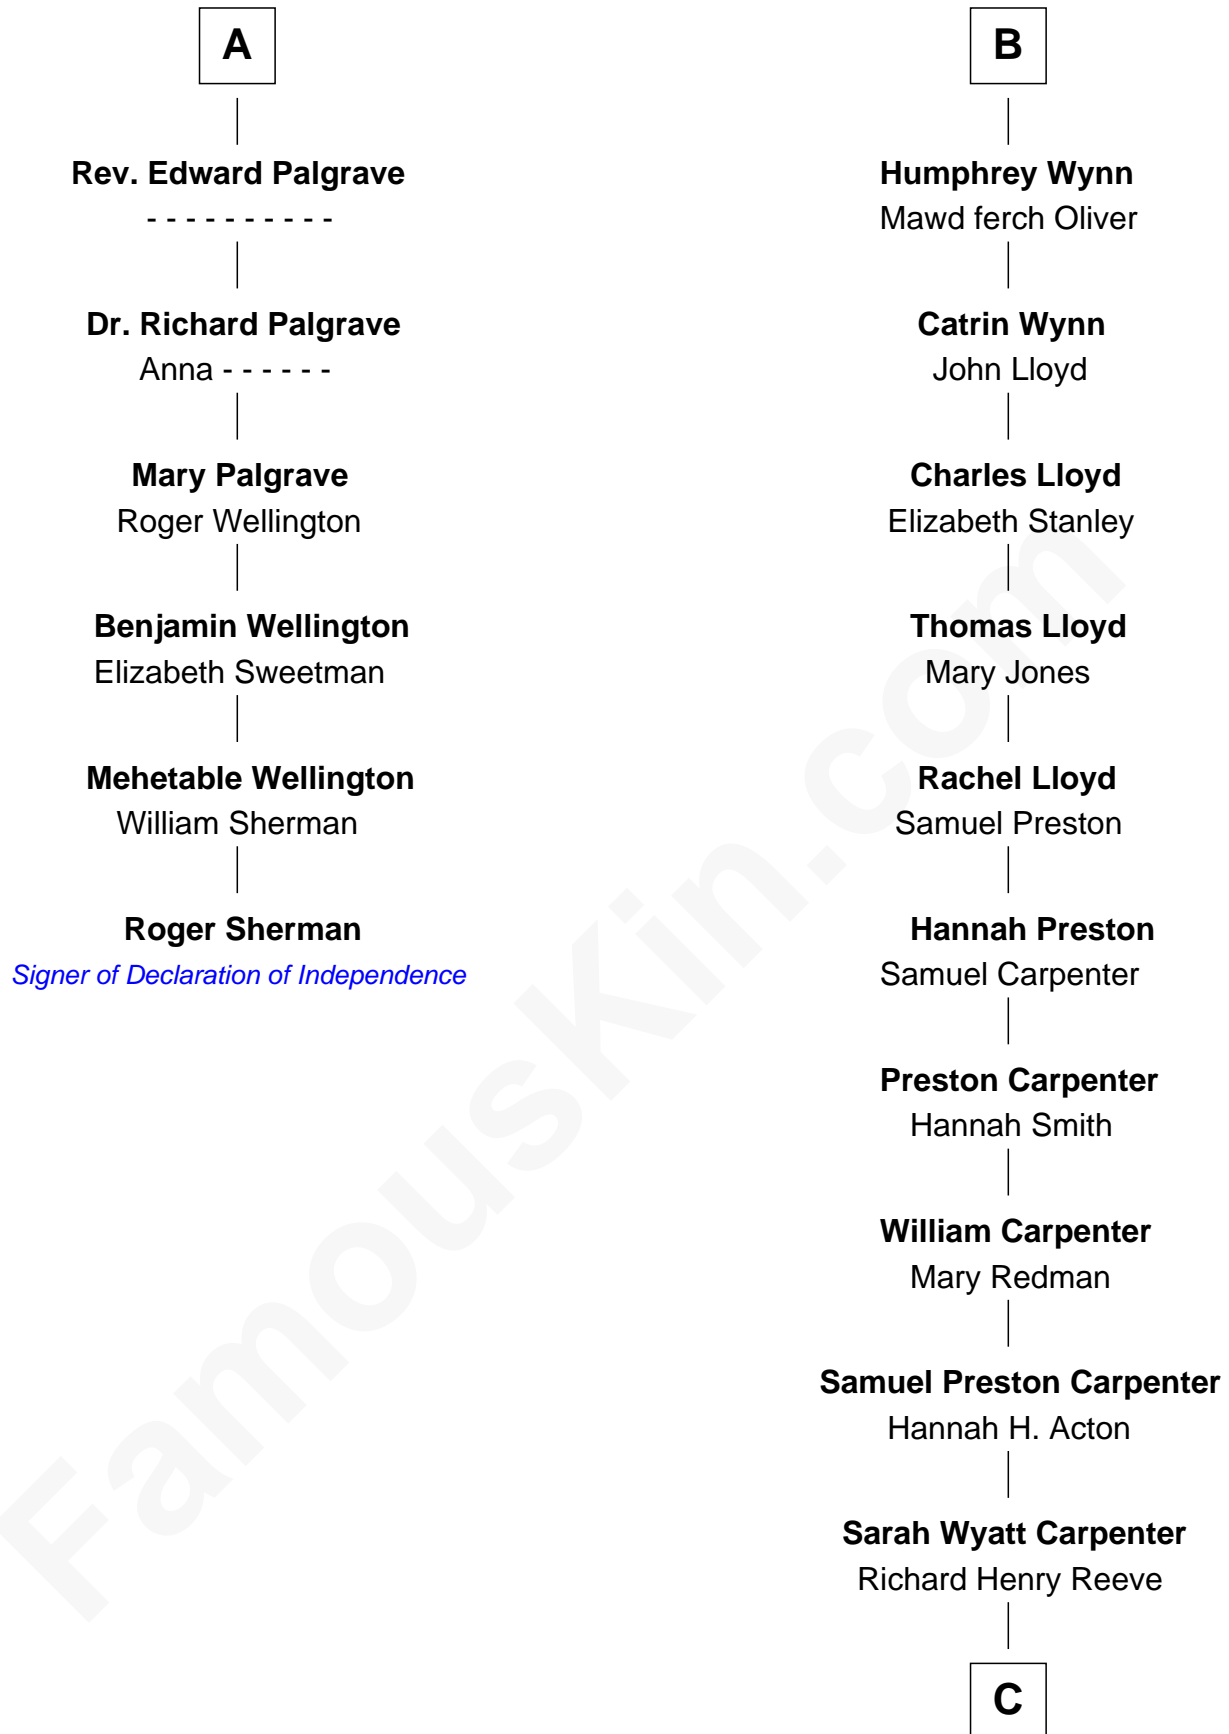 A
Rev. Edward Palgrave
- - - - - - - - - -
Dr. Richard Palgrave
Anna - - - - - -
Mary Palgrave
Roger Wellington
Benjamin Wellington
Elizabeth Sweetman
Mehetable Wellington
William Sherman
Roger Sherman
Signer of Declaration of Independence
B
Humphrey Wynn
Mawd ferch Oliver
Catrin Wynn
John Lloyd
Charles Lloyd
Elizabeth Stanley
Thomas Lloyd
Mary Jones
Rachel Lloyd
Samuel Preston
Hannah Preston
Samuel Carpenter
Preston Carpenter
Hannah Smith
William Carpenter
Mary Redman
Samuel Preston Carpenter
Hannah H. Acton
Sarah Wyatt Carpenter
Richard Henry Reeve
C
FamousKin.com